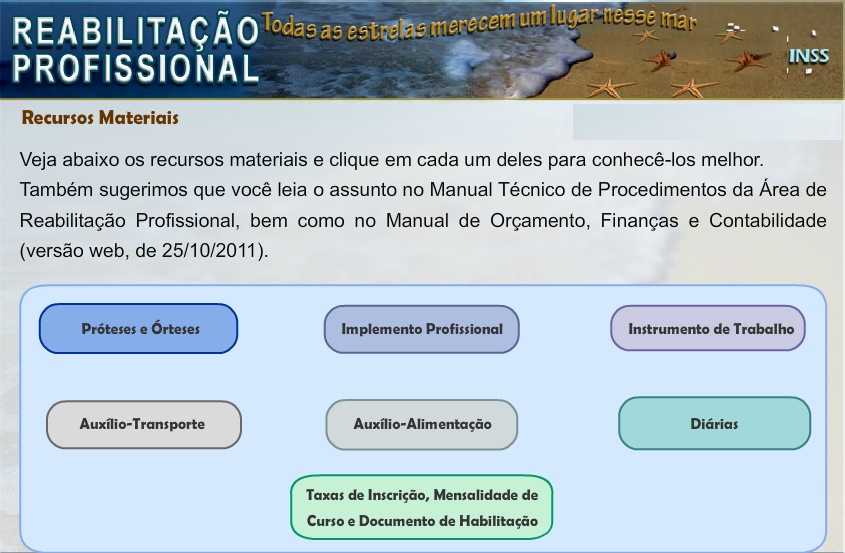 REABILITAÇÃO
PROFISSIONAL
Todas as estrelas merecem um lugar nesse mar
INSS
Recursos Materiais
Veja abaixo os recursos materiais e clique em cada um deles para conhecê-los melhor.
Também sugerimos que você leia o assunto no Manual Técnico de Procedimentos da Área de
Reabilitação Profissional, bem como no Manual de Orçamento, Finanças e Contabilidade
(versão web, de 25/10/2011).
Próteses e Órteses
Implemento Profissional
Instrumento de Trabalho
Auxílio-Transporte
Auxílio-Alimentação
Diárias
Taxas de Inscrição, Mensalidade de
Curso e Documento de Habilitação